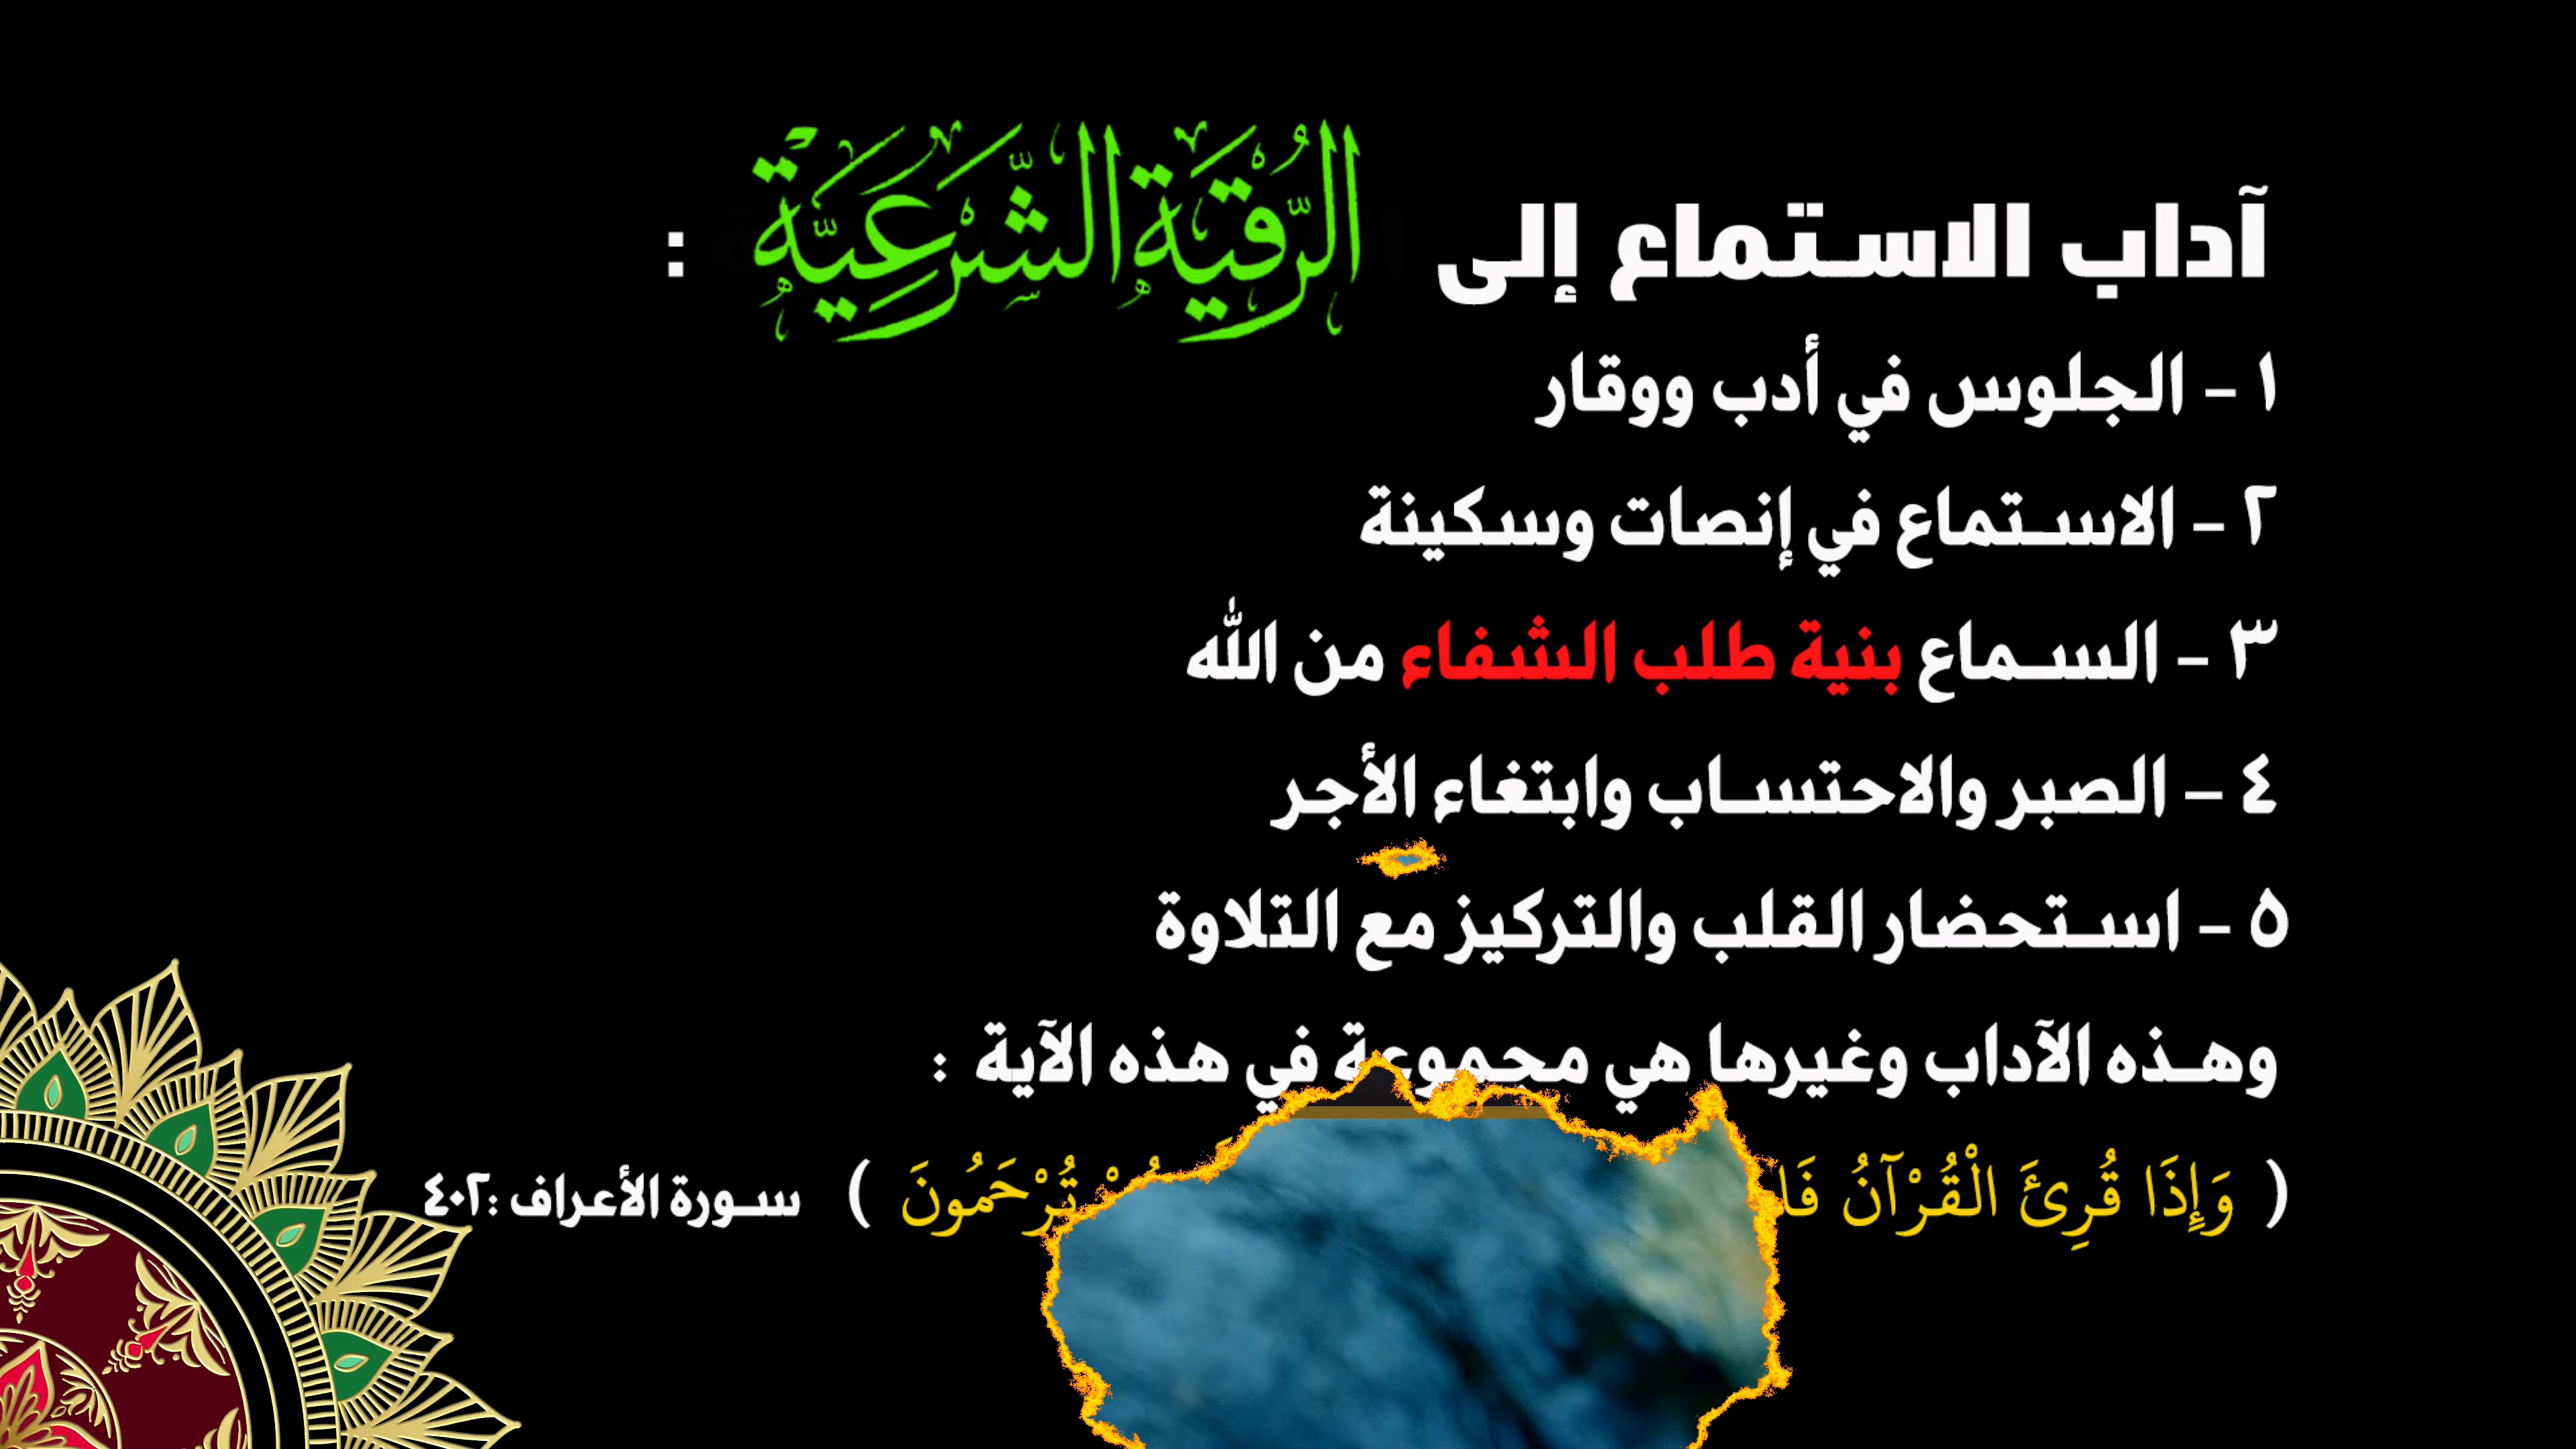 آداب الاستماع إلى الرُّقيَة الشَّرعِيَّة :
١ - الجلوس في أدب ووقار
٢ - الاستماع في إنصات وسكينة
٣ - السماع بنية طلب الشفاء من الله
٤ - الصبر والاحتساب وابتغاء الأجر
٥ - استحضار القلب والتركيز مع التلاوة
وهذه الآداب وغيرها هي مجموعة في هذه الآية :
( وَإِذَا قُرِئَ الْقُرْآنُ تُرْحَمُونَ ) سورة الأعراف :٤٠٢